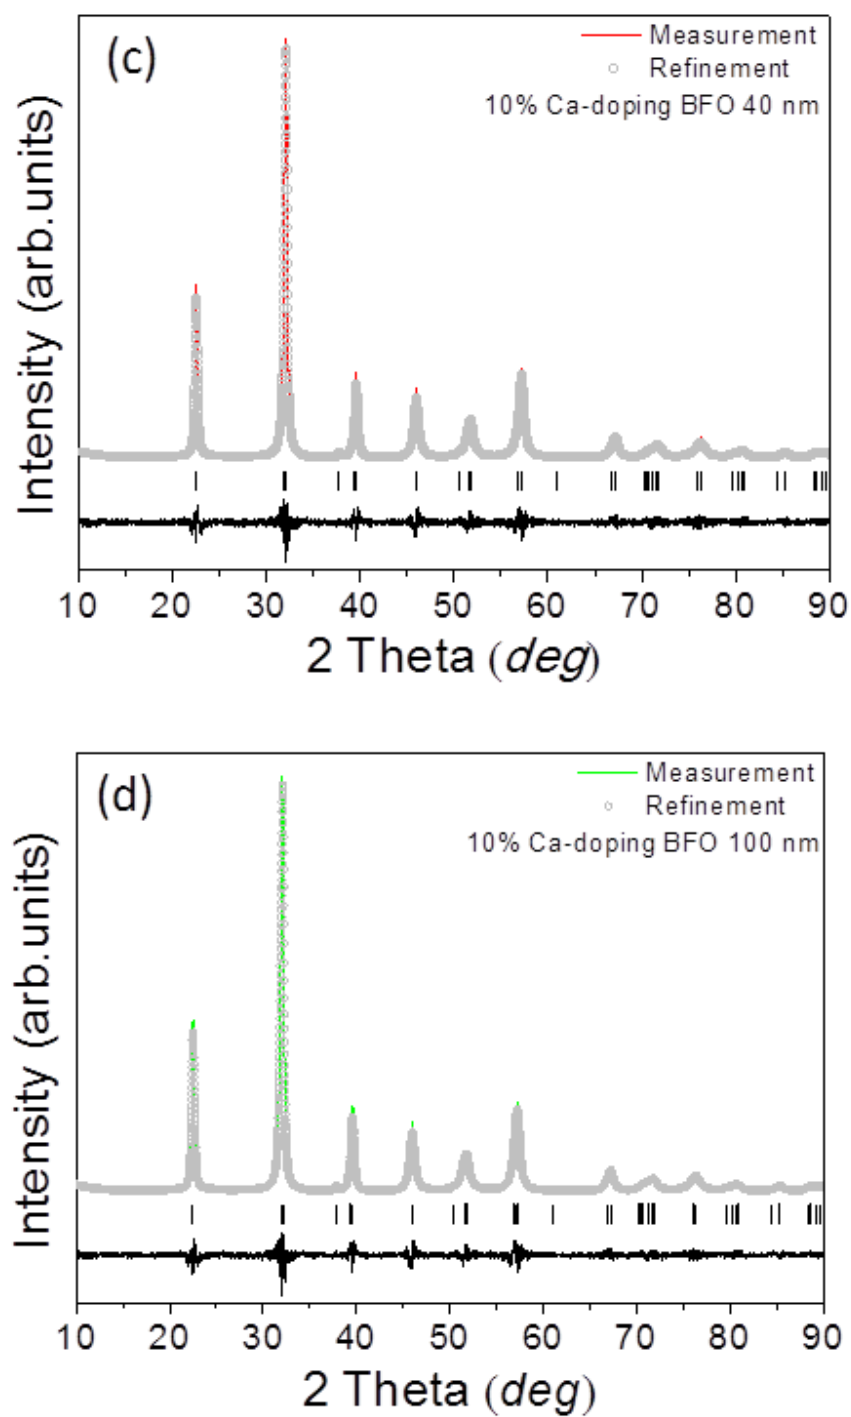 (c)
Measurement
Refinement
10% Ca-doping BFO 40 nm
Intensity (arb.units)
10 20 30 40 50 60 70 80 90
2 Theta (deg)
(d)
Measurement
Refinement
10% Ca-doping BFO 100 nm
Intensity (arb.units)
10 20 30 40 50 60 70 80 90
2 Theta (deg)